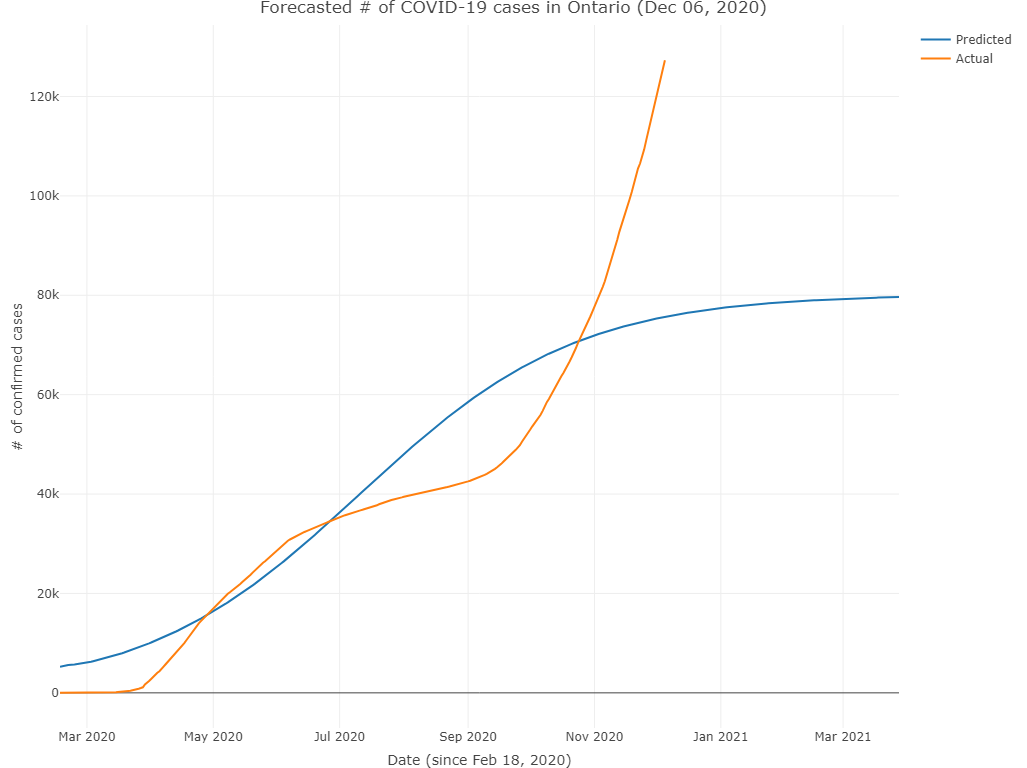 Forecasted # of COVID-19 cases in Ontario (Dec 06, 2020)
Predicted
Actual
120k
100k
80k
60k
40k
20k
0
# of confirmed cases
Mar 2020
May 2020
Jul 2020
Sep 2020
Nov 2020
Jan 2021
Mar 2021
Date (since Feb 18, 2020)